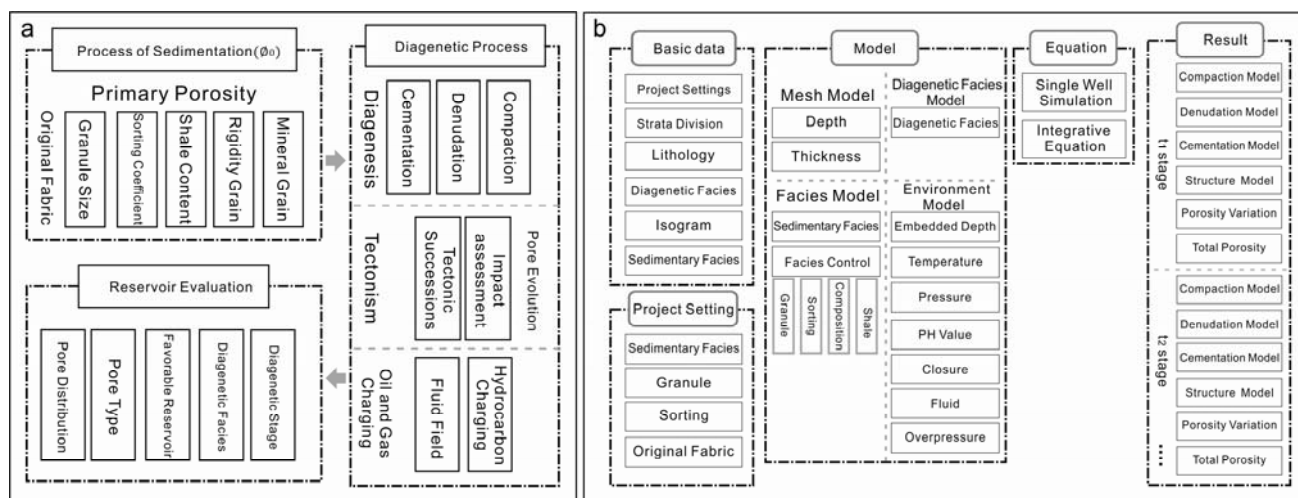 a
Process of Sedimentation(Ø₀)
Primary Porosity
Original Fabric
Granule Size
Sorting Coefficient
Shale Content
Rigidity Grain
Mineral Grain
Diagenetic Process
Diagenesis
Cementation
Denudation
Compaction
Tectonism
Tectonic
Successions
Impact
assessment
Pore Evolution
Oil and Gas
Charging
Fluid Field
Hydrocarbon
Charging
Reservoir Evaluation
Pore Distribution
Pore Type
Favorable Reservoir
Diagenetic Facies
Diagenetic Stage
b
Basic data
Project Settings
Strata Division
Lithology
Diagenetic Facies
Isogram
Sedimentary Facies
Project Setting
Sedimentary Facies
Granule
Sorting
Original Fabric
Model
Mesh Model
Depth
Thickness
Diagenetic Facies
Model
Diagenetic Facies
Facies Model
Sedimentary Facies
Facies Control
Granule
Sorting
Composition
Shale
Environment
Model
Embedded Depth
Temperature
Pressure
PH Value
Closure
Fluid
Overpressure
Equation
Single Well
Simulation
Integrative
Equation
Result
t1 stage
Compaction Model
Denudation Model
Cementation Model
Structure Model
Porosity Variation
Total Porosity
t2 stage
Compaction Model
Denudation Model
Cementation Model
Structure Model
Porosity Variation
Total Porosity
....